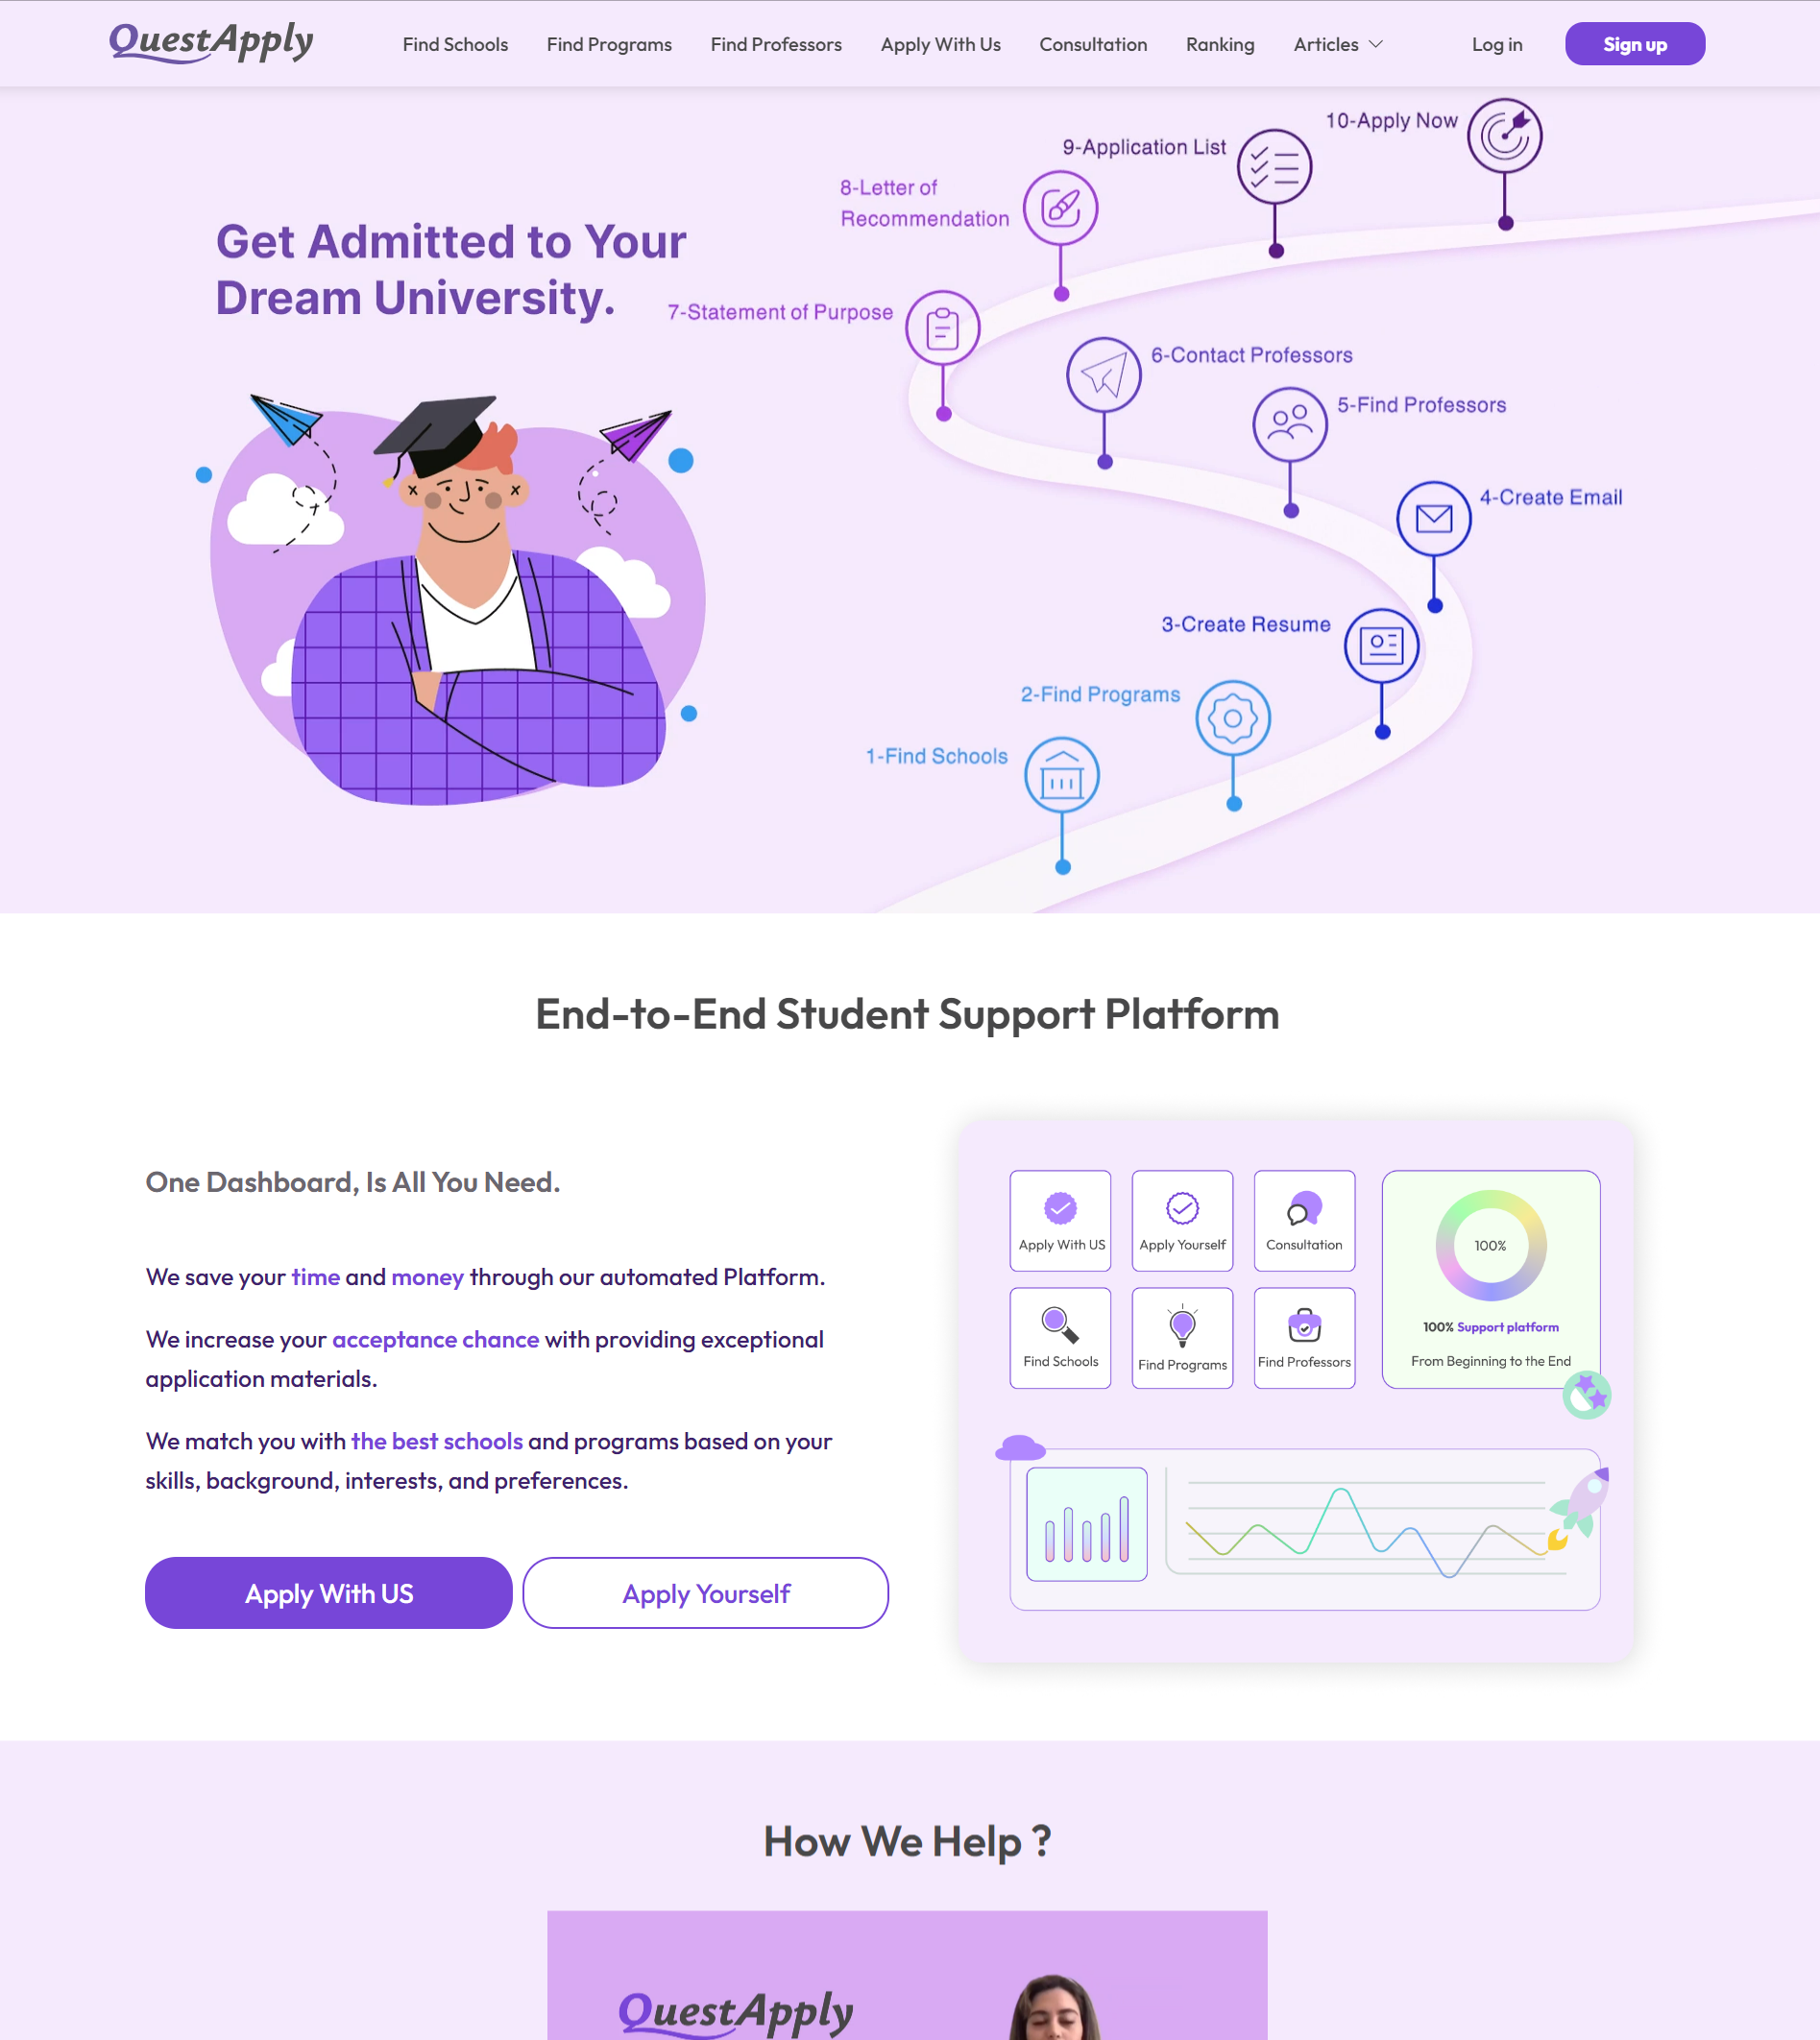 QuestApply
Find Schools
Find Programs
Find Professors
Apply With Us
Consultation
Ranking
Articles
Log in
Sign up
Get Admitted to Your
Dream University.
10-Apply Now
9-Application List
8-Letter of
Recommendation
7-Statement of Purpose
6-Contact Professors
5-Find Professors
4-Create Email
3-Create Resume
2-Find Programs
1-Find Schools
End-to-End Student Support Platform
One Dashboard, Is All You Need.
We save your time and money through our automated Platform.
We increase your acceptance chance with providing exceptional
application materials.
We match you with the best schools and programs based on your
skills, background, interests, and preferences.
Apply With US
Apply Yourself
Apply With US
Apply Yourself
Consultation
Find Schools
Find Programs
Find Professors
100%
100% Support platform
From Beginning to the End
How We Help ?
QuestApply